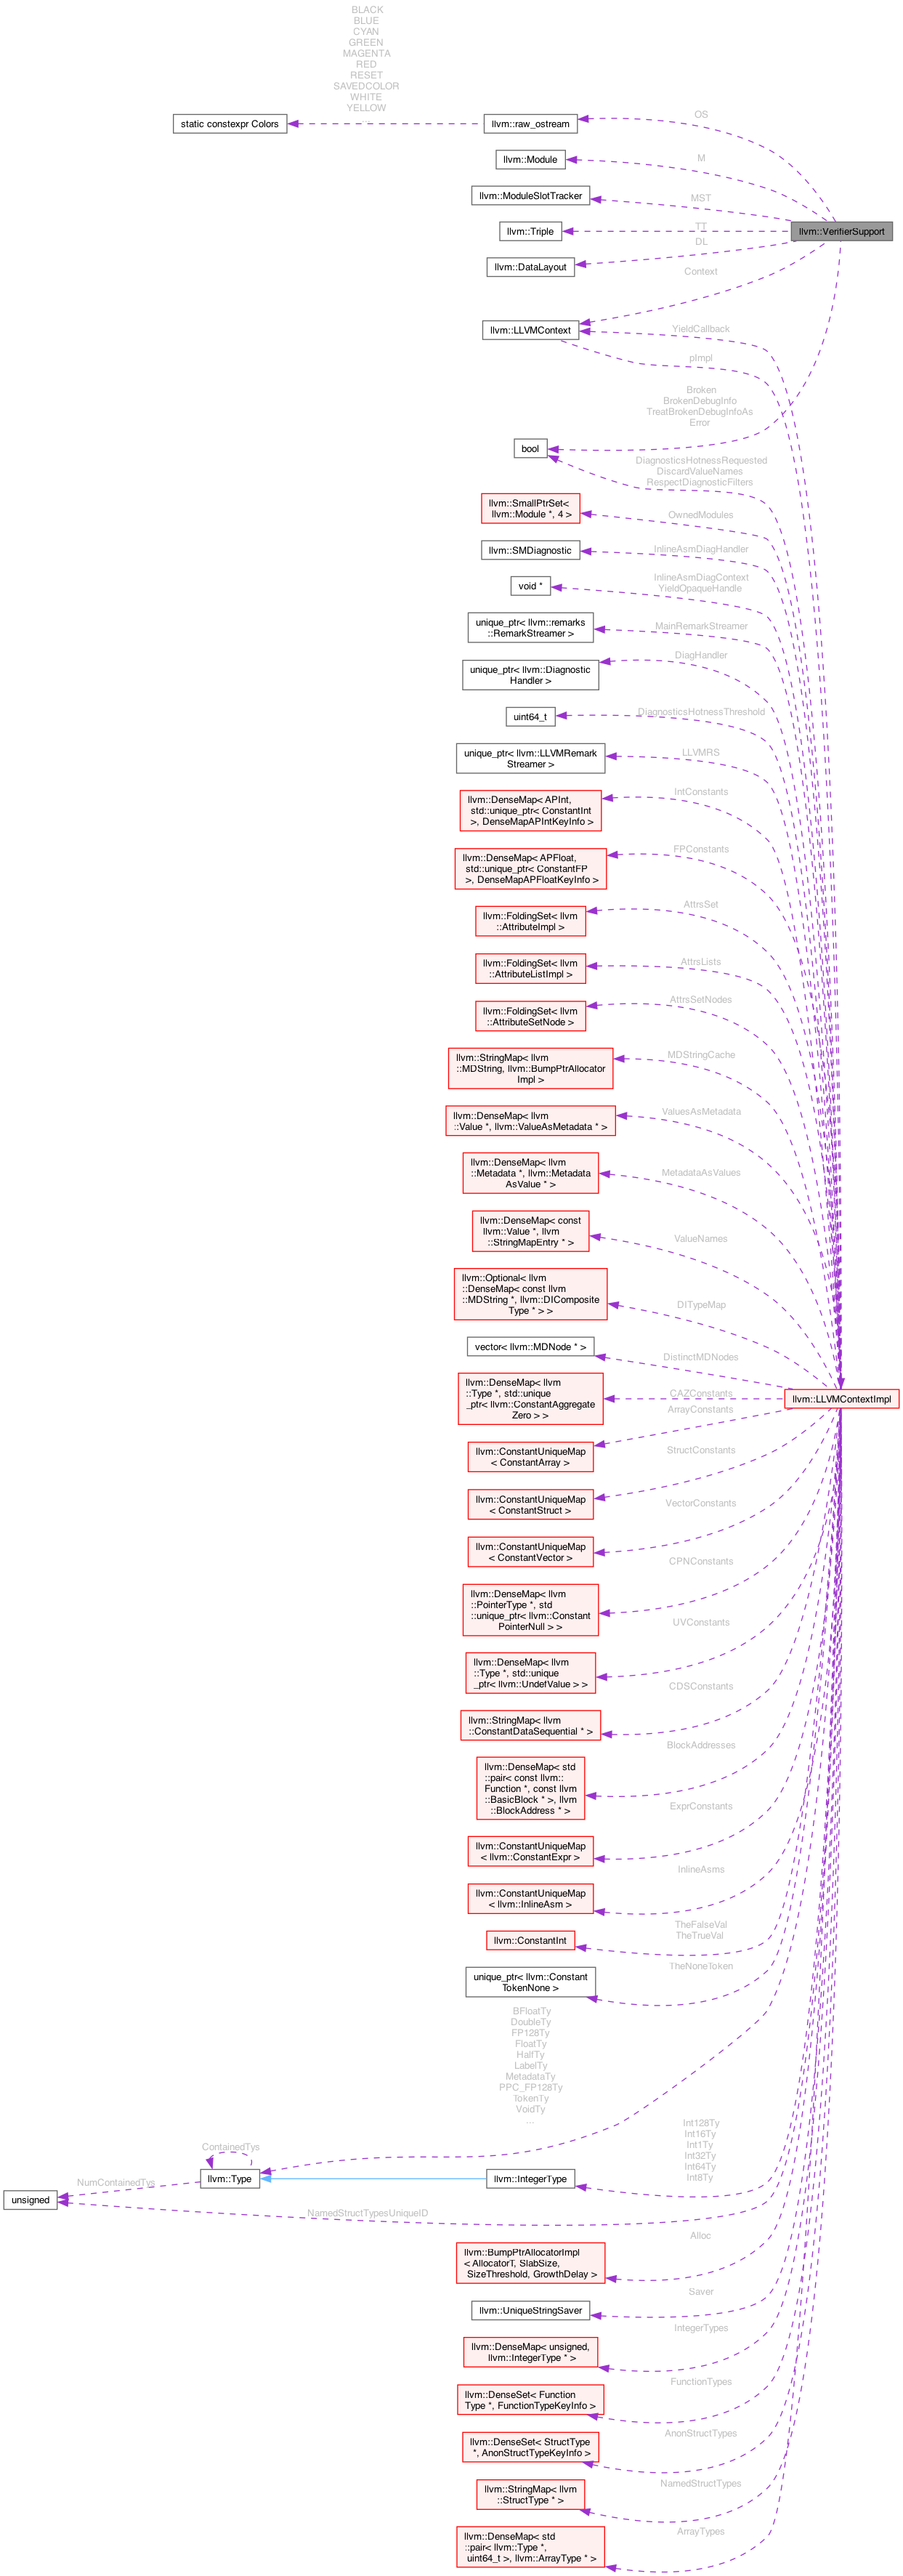 BLACK
BLUE
CYAN
GREEN
MAGENTA
RED
RESET
SAVEDCOLOR
WHITE
YELLOW
...
static constexpr Colors
llvm::raw_ostream
OS
llvm::Module
M
llvm::ModuleSlotTracker
MST
llvm::Triple
TT
llvm::VerifierSupport
DL
llvm::DataLayout
Context
llvm::LLVMContext
YieldCallback
pImpl
Broken
BrokenDebugInfo
TreatBrokenDebugInfoAs
Error
bool
DiagnosticsHotnessRequested
DiscardValueNames
RespectDiagnosticFilters
llvm::SmallPtrSet<
llvm::Module *, 4 >
OwnedModules
llvm::SMDiagnostic
InlineAsmDiagHandler
void *
InlineAsmDiagContext
YieldOpaqueHandle
unique_ptr< llvm::remarks
::RemarkStreamer >
MainRemarkStreamer
unique_ptr< llvm::Diagnostic
Handler >
DiagHandler
uint64_t
DiagnosticsHotnessThreshold
unique_ptr< llvm::LLVMRemark
Streamer >
LLVMRS
llvm::DenseMap< APInt,
std::unique_ptr< ConstantInt
>, DenseMapAPIntKeyInfo >
IntConstants
llvm::DenseMap< APFloat,
std::unique_ptr< ConstantFP
>, DenseMapAPFloatKeyInfo >
FPConstants
llvm::FoldingSet< llvm
::AttributeImpl >
AttrsSet
llvm::FoldingSet< llvm
::AttributeListImpl >
AttrsLists
llvm::FoldingSet< llvm
::AttributeSetNode >
AttrsSetNodes
llvm::StringMap< llvm
::MDString, llvm::BumpPtrAllocator
Impl >
MDStringCache
llvm::DenseMap< llvm
::Value *, llvm::ValueAsMetadata * >
ValuesAsMetadata
llvm::DenseMap< llvm
::Metadata *, llvm::Metadata
AsValue * >
MetadataAsValues
llvm::DenseMap< const
llvm::Value *, llvm
::StringMapEntry * >
ValueNames
llvm::Optional< llvm
::DenseMap< const llvm
::MDString *, llvm::DIComposite
Type * > >
DITypeMap
vector< llvm::MDNode * >
DistinctMDNodes
llvm::DenseMap< llvm
::Type *, std::unique
_ptr< llvm::ConstantAggregate
Zero > >
CAZConstants
llvm::LLVMContextImpl
ArrayConstants
llvm::ConstantUniqueMap
< ConstantArray >
StructConstants
llvm::ConstantUniqueMap
< ConstantStruct >
VectorConstants
llvm::ConstantUniqueMap
< ConstantVector >
CPNConstants
llvm::DenseMap< llvm
::PointerType *, std
::unique_ptr< llvm::Constant
PointerNull > >
UVConstants
llvm::DenseMap< llvm
::Type *, std::unique
_ptr< llvm::UndefValue > >
CDSConstants
llvm::StringMap< llvm
::ConstantDataSequential * >
BlockAddresses
llvm::DenseMap< std
::pair< const llvm::
Function *, const llvm
::BasicBlock * >, llvm
::BlockAddress * >
ExprConstants
llvm::ConstantUniqueMap
< llvm::ConstantExpr >
InlineAsms
llvm::ConstantUniqueMap
< llvm::InlineAsm >
TheFalseVal
TheTrueVal
llvm::ConstantInt
TheNoneToken
unique_ptr< llvm::Constant
TokenNone >
BFloatTy
DoubleTy
FP128Ty
FloatTy
HalfTy
LabelTy
MetadataTy
PPC_FP128Ty
TokenTy
VoidTy
...
Int128Ty
Int16Ty
Int1Ty
Int32Ty
Int64Ty
Int8Ty
ContainedTys
llvm::Type
llvm::IntegerType
NumContainedTys
unsigned
NamedStructTypesUniqueID
Alloc
llvm::BumpPtrAllocatorImpl
< AllocatorT, SlabSize,
SizeThreshold, GrowthDelay >
Saver
llvm::UniqueStringSaver
IntegerTypes
llvm::DenseMap< unsigned,
llvm::IntegerType * >
FunctionTypes
llvm::DenseSet< Function
Type *, FunctionTypeKeyInfo >
AnonStructTypes
llvm::DenseSet< StructType
*, AnonStructTypeKeyInfo >
NamedStructTypes
llvm::StringMap< llvm
::StructType * >
ArrayTypes
llvm::DenseMap< std
::pair< llvm::Type *,
uint64_t >, llvm::ArrayType * >